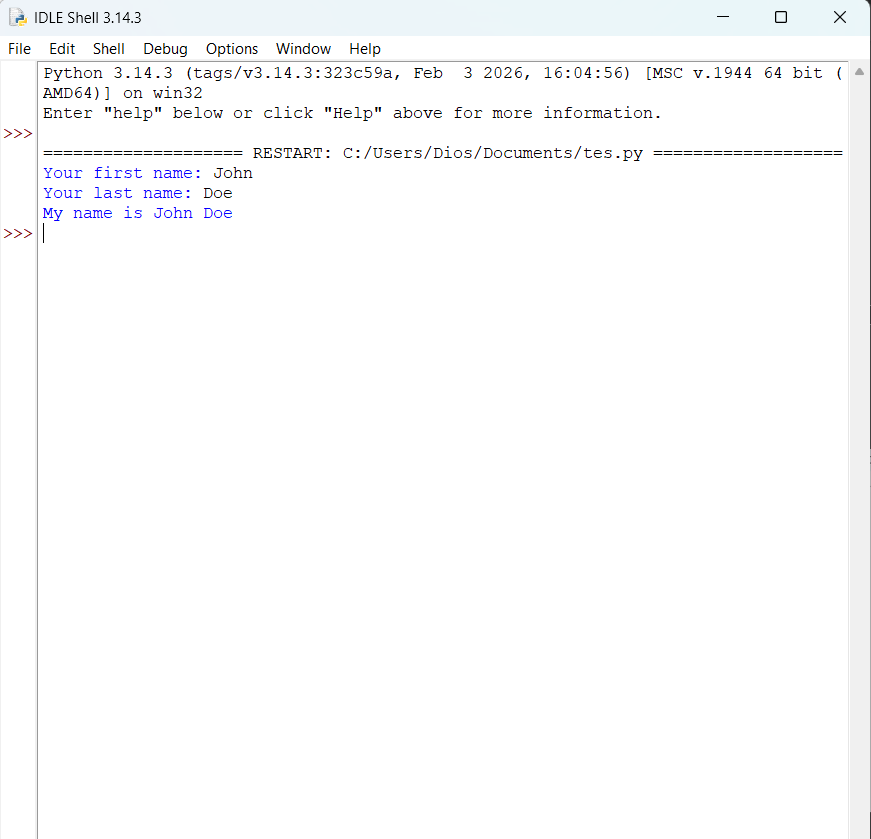 IDLE Shell 3.14.3
File Edit Shell Debug Options Window Help
Python 3.14.3 (tags/v3.14.3:323c59a, Feb  3 2026, 16:04:56) [MSC v.1944 64 bit (
AMD64)] on win32
Enter "help" below or click "Help" above for more information.
>>>
==================== RESTART: C:/Users/Dios/Documents/tes.py ===================
Your first name: John
Your last name: Doe
My name is John Doe
>>>